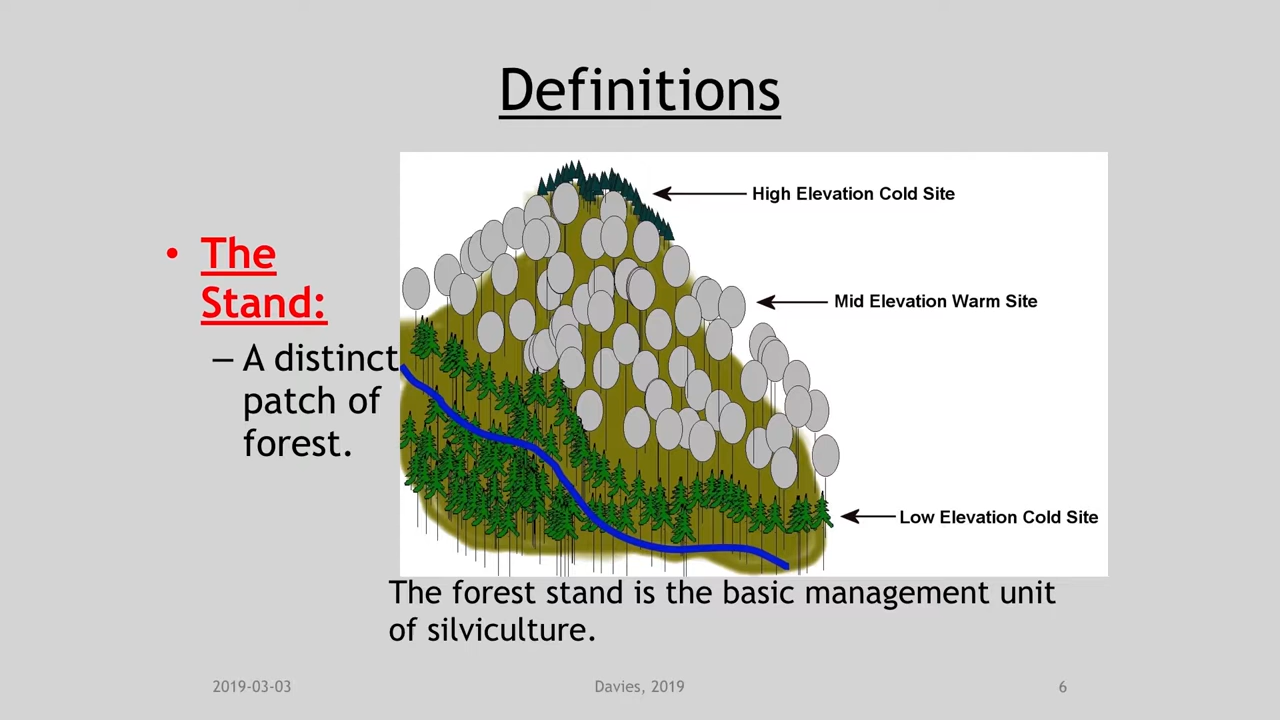 Definitions
• The
Stand:
– A distinct
patch of
forest.
High Elevation Cold Site
Mid Elevation Warm Site
Low Elevation Cold Site
The forest stand is the basic management unit
of silviculture.
2019-03-03
Davies, 2019
6